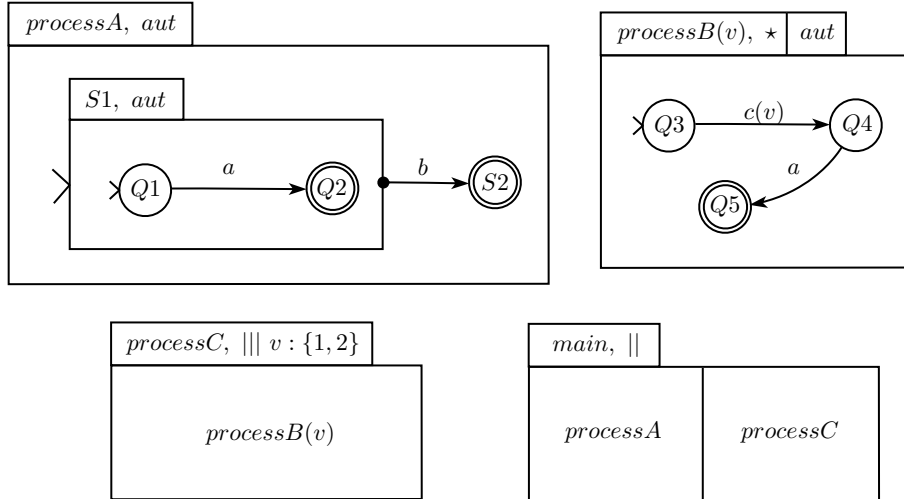 processA, aut
S1, aut
Q1
a
Q2
b
S2
processB(v), ⋆ aut
Q3
c(v)
Q4
a
Q5
processC, ||| v : {1, 2}
processB(v)
main, ||
processA
processC